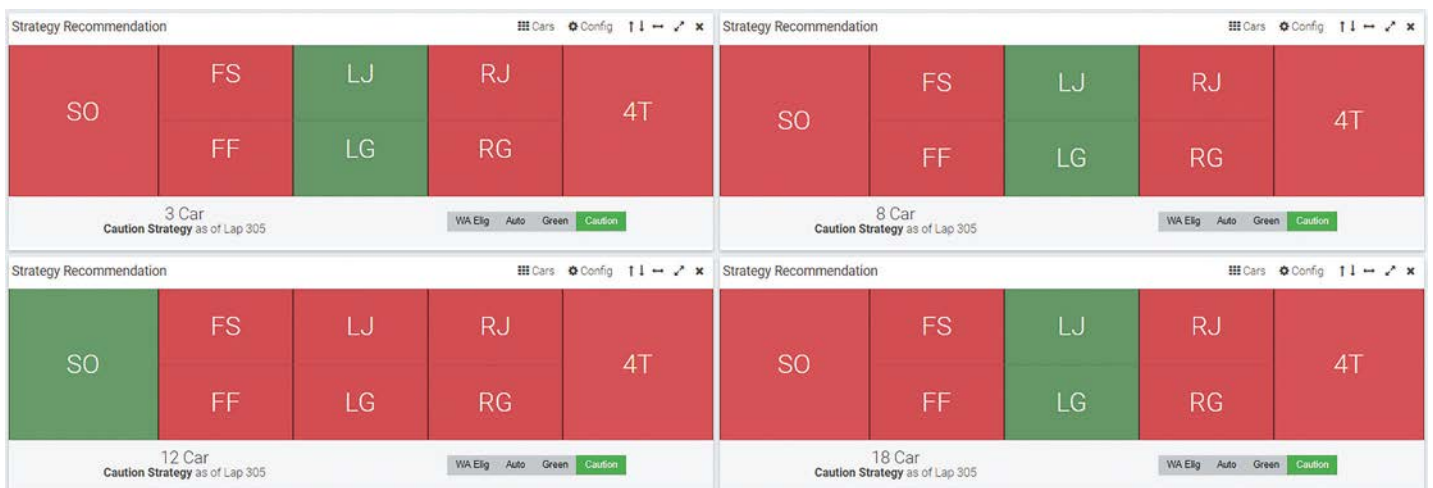 Strategy Recommendation Cars Config
SO FS LJ RJ 4T
FF LG RG
3 Car
Caution Strategy as of Lap 305
WA Elig Auto Green Caution
Strategy Recommendation Cars Config
SO FS LJ RJ 4T
FF LG RG
8 Car
Caution Strategy as of Lap 305
WA Elig Auto Green Caution
Strategy Recommendation Cars Config
SO FS LJ RJ 4T
FF LG RG
12 Car
Caution Strategy as of Lap 305
WA Elig Auto Green Caution
Strategy Recommendation Cars Config
SO FS LJ RJ 4T
FF LG RG
18 Car
Caution Strategy as of Lap 305
WA Elig Auto Green Caution